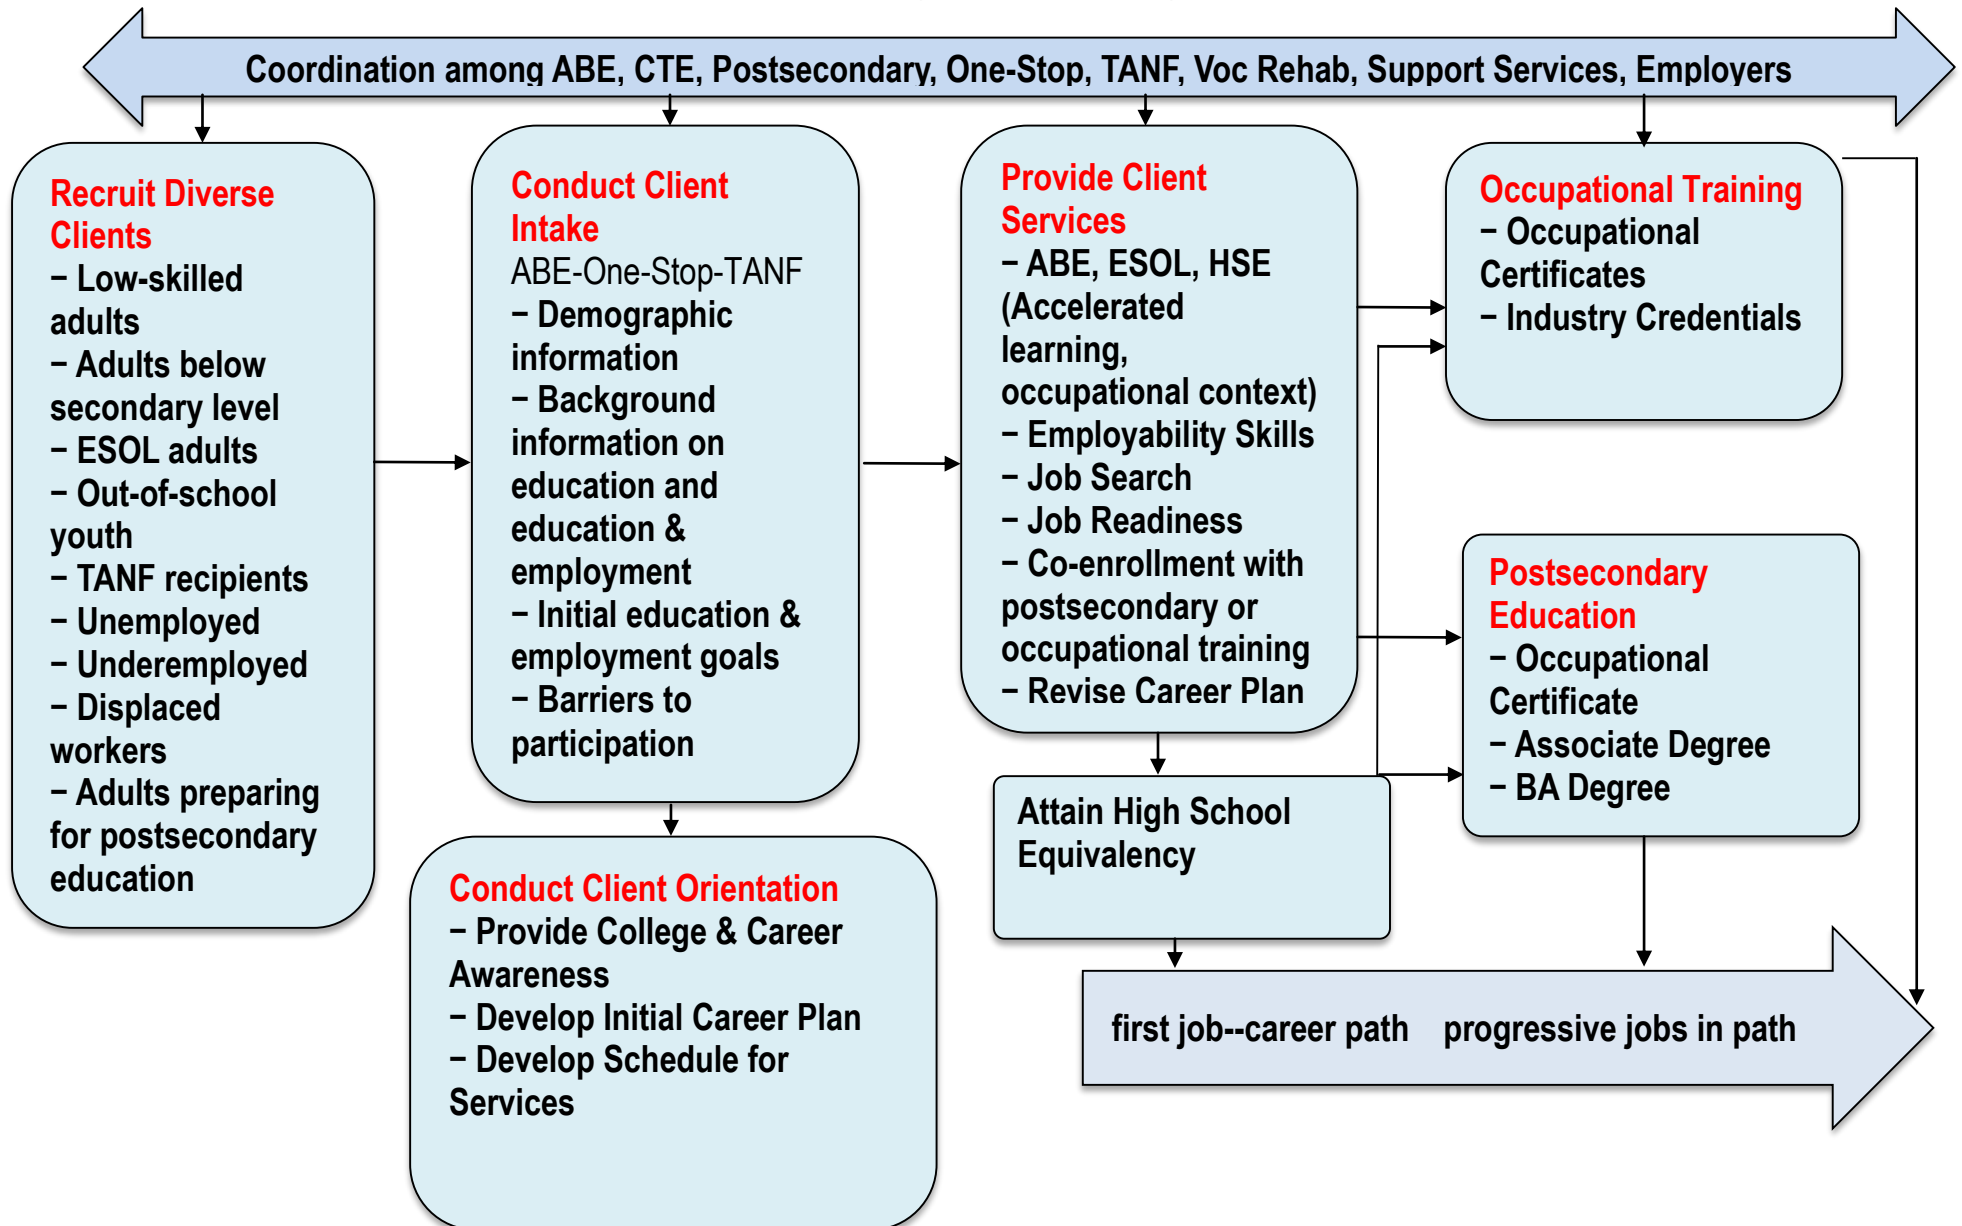 Coordination among ABE, CTE, Postsecondary, One-Stop, TANF, Voc Rehab, Support Services, Employers
Recruit Diverse
Clients
− Low-skilled
adults
− Adults below
secondary level
− ESOL adults
− Out-of-school
youth
− TANF recipients
− Unemployed
− Underemployed
− Displaced
workers
− Adults preparing
for postsecondary
education
Conduct Client
Intake
ABE-One-Stop-TANF
− Demographic
information
− Background
information on
education and
education &
employment
− Initial education &
employment goals
− Barriers to
participation
Conduct Client Orientation
− Provide College & Career
Awareness
− Develop Initial Career Plan
− Develop Schedule for
Services
Provide Client
Services
− ABE, ESOL, HSE
(Accelerated
learning,
occupational context)
− Employability Skills
− Job Search
− Job Readiness
− Co-enrollment with
postsecondary or
occupational training
− Revise Career Plan
Attain High School
Equivalency
Occupational Training
− Occupational
Certificates
− Industry Credentials
Postsecondary
Education
− Occupational
Certificate
− Associate Degree
− BA Degree
first job--career path progressive jobs in path